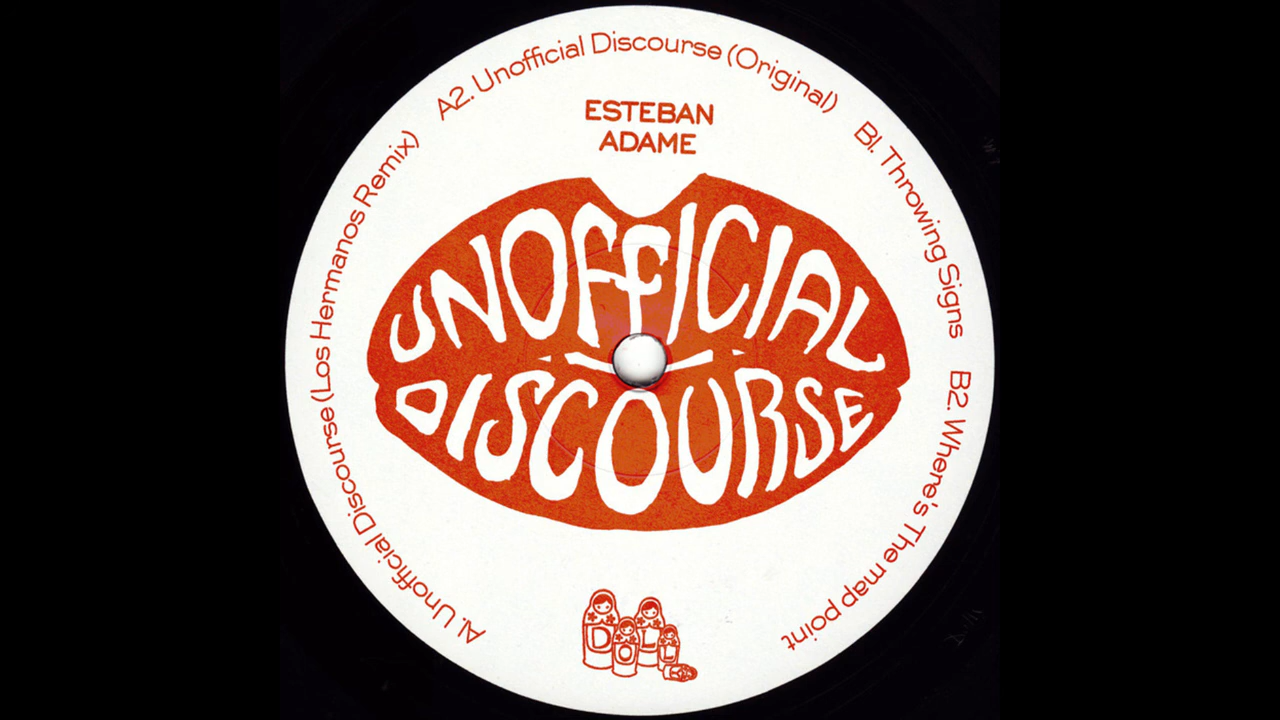 A1. Unofficial Discourse (Los Hermanos Remix)
A2. Unofficial Discourse (Original)
B1. Throwing Signs
B2. Where's The map point
ESTEBAN
ADAME
UNOFFICIAL
DISCOURSE
DOLL